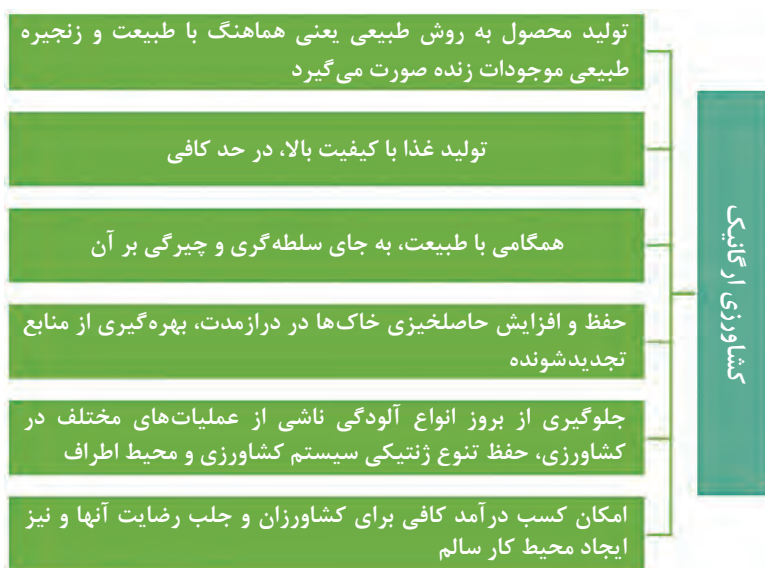 کشاورزی ارگانیک
تولید محصول به روش طبیعی یعنی هماهنگ با طبیعت و زنجیره
طبیعی موجودات زنده صورت می‌گیرد
تولید غذا با کیفیت بالا، در حد کافی
همگامی با طبیعت، به جای سلطه‌گری و چیرگی بر آن
حفظ و افزایش حاصلخیزی خاک‌ها در درازمدت، بهره‌گیری از منابع
تجدیدشونده
جلوگیری از بروز انواع آلودگی ناشی از عملیات‌های مختلف در
کشاورزی، حفظ تنوع ژنتیکی سیستم کشاورزی و محیط اطراف
امکان کسب درآمد کافی برای کشاورزان و جلب رضایت آنها و نیز
ایجاد محیط کار سالم